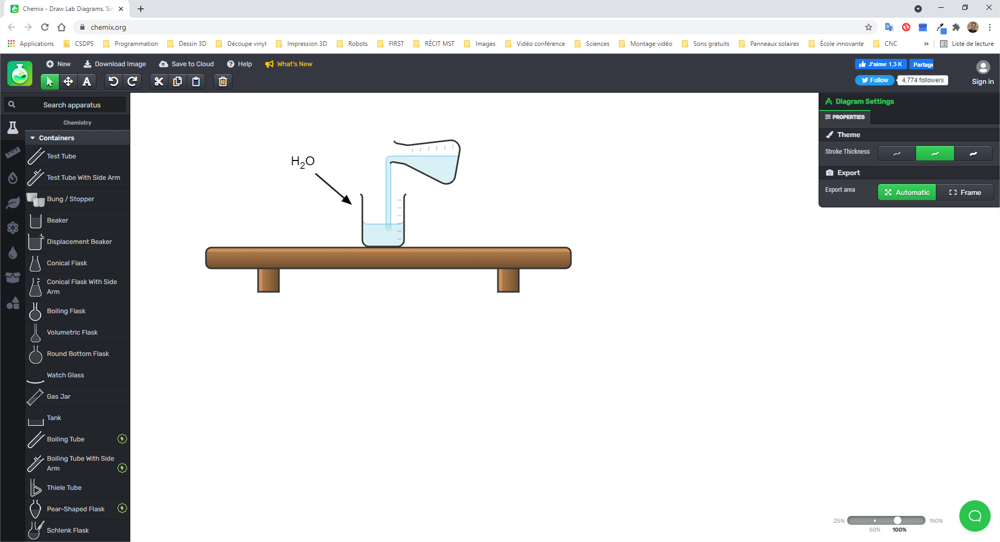 Chemix - Draw Lab Diagrams. Sin
chemix.org
Applications CSDPS Programmation Dessin 3D Découpe vinyl Impression 3D Robots FIRST RÉCIT MST Images Vidéo conférence Sciences Montage vidéo Sons gratuits Panneaux solaires École innovante CNC » Liste de lecture
New Download Image Save to Cloud Help What's New
J'aime 1,3 K Partage
Follow 4,774 followers
Sign in
A
Search apparatus
Chemistry
Containers
Test Tube
Test Tube With Side Arm
Bung / Stopper
Beaker
Displacement Beaker
Conical Flask
Conical Flask With Side
Arm
Boiling Flask
Volumetric Flask
Round Bottom Flask
Watch Glass
Gas Jar
Tank
Boiling Tube
Boiling Tube With Side
Arm
Thiele Tube
Pear-Shaped Flask
Schlenk Flask
H₂O
Diagram Settings
PROPERTIES
Theme
Stroke Thickness
Export
Export area Automatic Frame
25% 150%
50% 100%